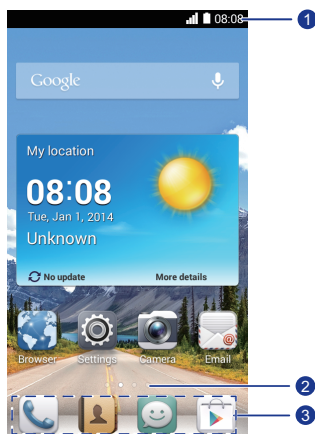 08:08
1
Google
My location
08:08
Tue, Jan 1, 2014
Unknown
No update More details
Browser Settings Camera Email
2
3